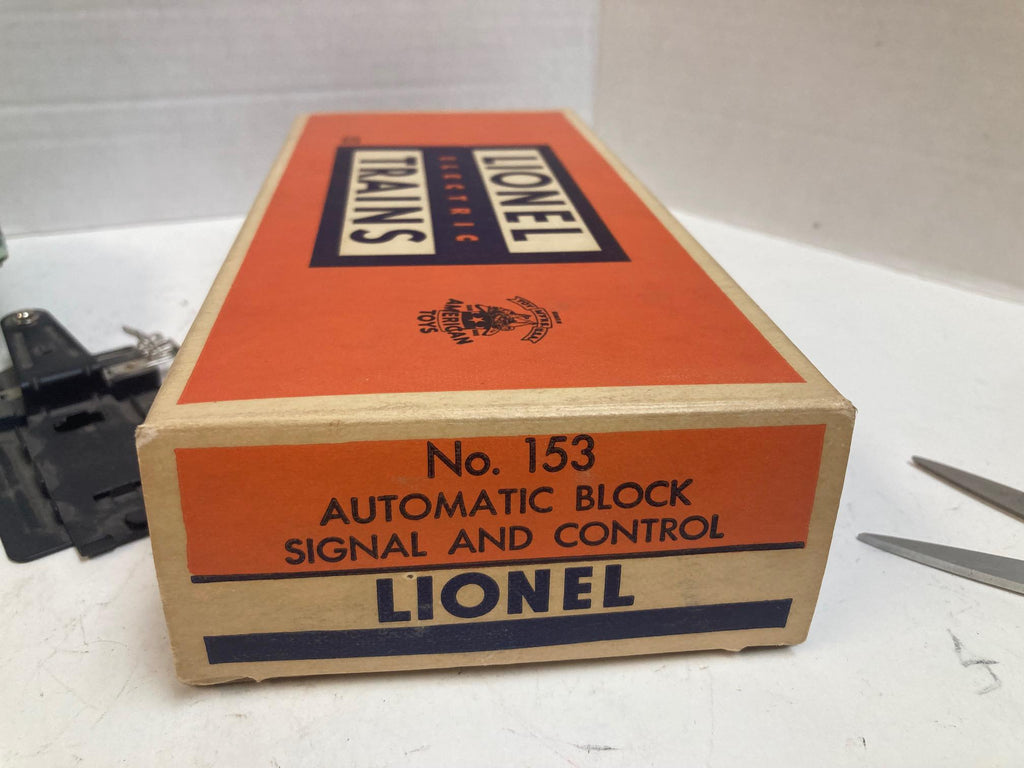 LIONEL
ELECTRIC
TRAINS
AMERICAN
TOYS
No. 153
AUTOMATIC BLOCK
SIGNAL AND CONTROL
LIONEL